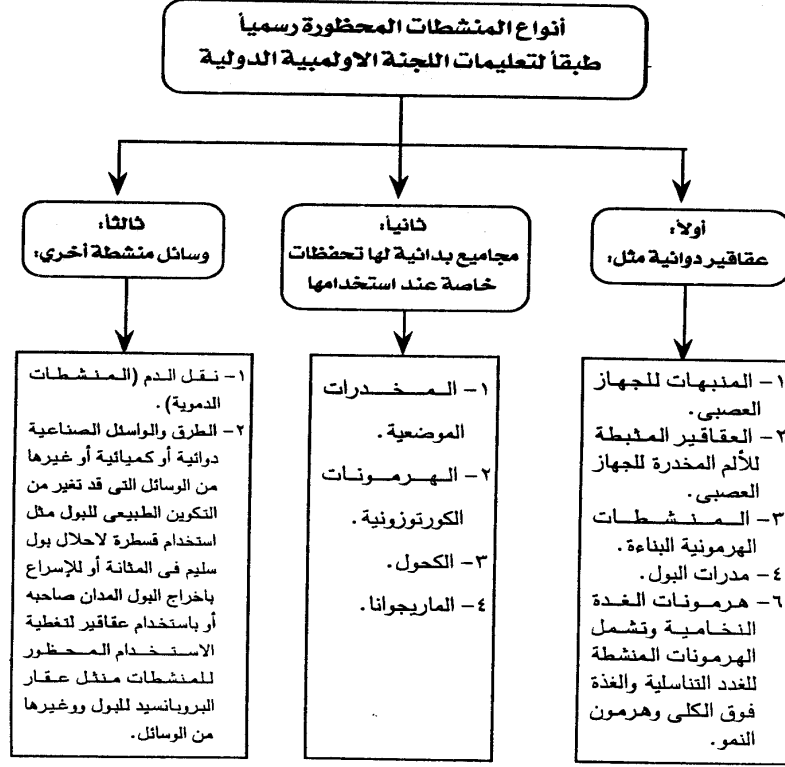 أنواع المنشطات المحظورة رسمياً
طبقاً لتعليمات اللجنة الاولمبية الدولية
أولاً:
عقاقير دوائية مثل:
١- المنبهات للجهاز
العصبى.
٢- العقاقير المثبطة
للألم المخدرة للجهاز
العصبى.
٣- المنشطات
الهرمونية البناءة.
٤- مدرات البول.
٦- هرمونات الغدة
النخامية وتشمل
الهرمونات المنشطة
للغدد التناسلية والغذة
فوق الكلى وهرمون
النمو.
ثانياً:
مجاميع بدائية لها تحفظات
خاصة عند استخدامها
١- المخدرات
الموضعية.
٢- الهرمونات
الكورتوزونية.
٣- الكحول.
٤- الماريجوانا.
ثالثاً:
وسائل منشطة أخرى:
١- نقل الدم (المنشطات
الدموية).
٢- الطرق والواسئل الصناعية
دوائية أو كميائية أو غيرها
من الوسائل التى قد تغير من
التكوين الطبيعى للبول مثل
استخدام قسطرة لاحلال بول
سليم فى المثانة أو للإسراع
باخراج البول المدان صاحبه
أو باستخدام عقاقير لتغطية
الاستخدام المحظور
للمنشطات منثل عقار
البروبانسيد للبول ووغيرها
من الوسائل.